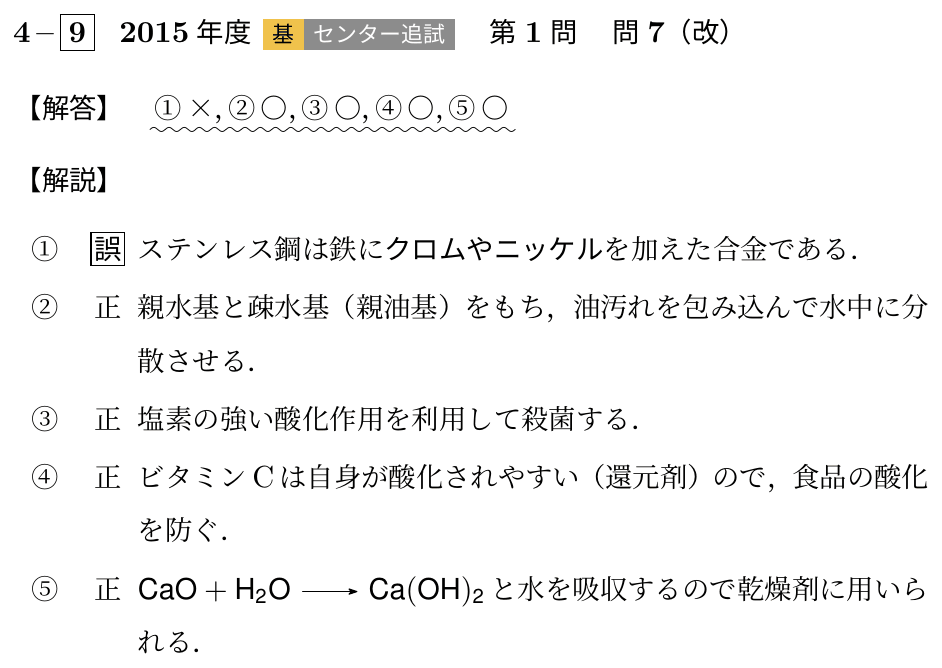 4－9 2015年度 基 センター追試 第1問 問7（改）
【解答】 ① ×, ② ○, ③ ○, ④ ○, ⑤ ○
【解説】
① 誤 ステンレス鋼は鉄にクロムやニッケルを加えた合金である．
② 正 親水基と疎水基（親油基）をもち，油汚れを包み込んで水中に分
散させる．
③ 正 塩素の強い酸化作用を利用して殺菌する．
④ 正 ビタミン C は自身が酸化されやすい（還元剤）ので，食品の酸化
を防ぐ．
⑤ 正 CaO + H₂O ⟶ Ca(OH)₂ と水を吸収するので乾燥剤に用いら
れる．